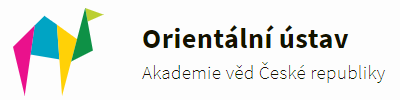 Orientální ústav
Akademie věd České republiky